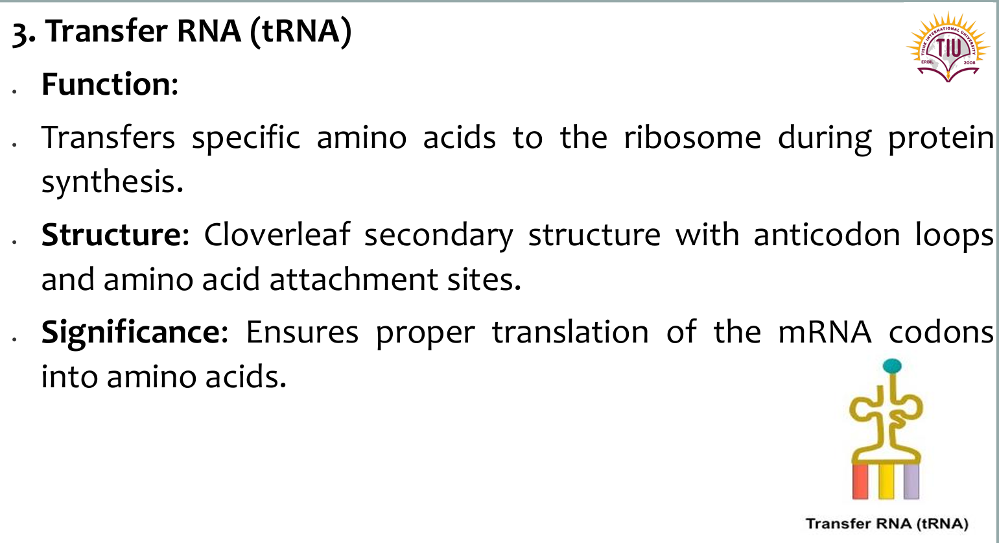 3. Transfer RNA (tRNA)
TISHK INTERNATIONAL UNIVERSITY
TIU
ERBIL 2008
. Function:
. Transfers specific amino acids to the ribosome during protein
synthesis.
. Structure: Cloverleaf secondary structure with anticodon loops
and amino acid attachment sites.
. Significance: Ensures proper translation of the mRNA codons
into amino acids.
Transfer RNA (tRNA)